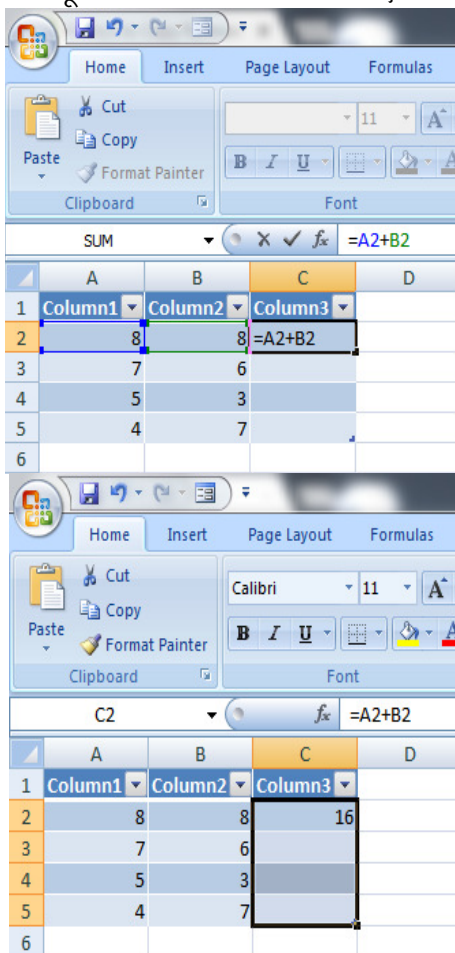 Home Insert Page Layout Formulas
Cut
Copy
Paste
Format Painter
11 A
B I U A
Clipboard Font
SUM fx =A2+B2
A B C D
1 Column1 Column2 Column3
2 8 8 =A2+B2
3 7 6
4 5 3
5 4 7
6
Home Insert Page Layout Formulas
Cut
Copy
Paste
Format Painter
Calibri 11 A
B I U A
Clipboard Font
C2 fx =A2+B2
A B C D
1 Column1 Column2 Column3
2 8 8 16
3 7 6
4 5 3
5 4 7
6